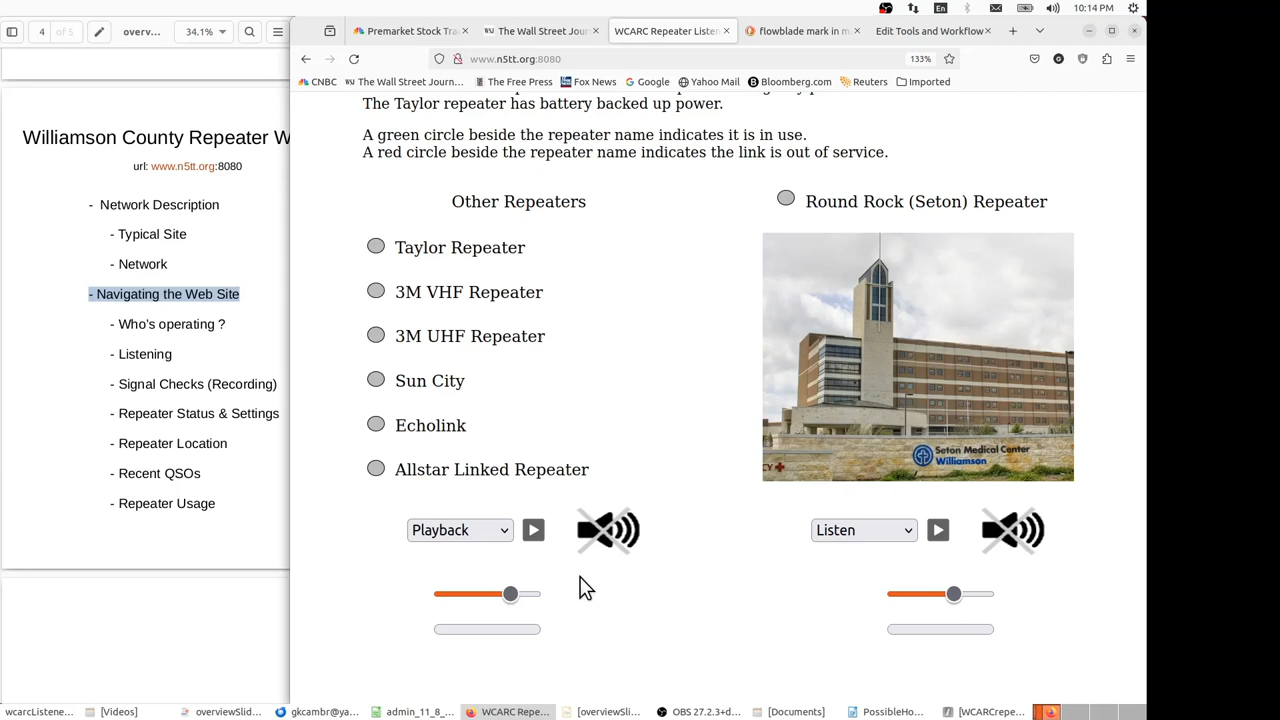 En
10:14 PM
4
of 5
overv...
34.1%
Williamson County Repeater W
url: www.n5tt.org:8080
- Network Description
- Typical Site
- Network
- Navigating the Web Site
- Who's operating ?
- Listening
- Signal Checks (Recording)
- Repeater Status & Settings
- Repeater Location
- Recent QSOs
- Repeater Usage
Premarket Stock Tra
The Wall Street Jour
WCARC Repeater Listen
flowblade mark in m
Edit Tools and Workflow
www.n5tt.org:8080
133%
CNBC
The Wall Street Journ...
The Free Press
Fox News
Google
Yahoo Mail
Bloomberg.com
Reuters
Imported
The Taylor repeater has battery backed up power.
A green circle beside the repeater name indicates it is in use.
A red circle beside the repeater name indicates the link is out of service.
Other Repeaters
Round Rock (Seton) Repeater
Taylor Repeater
3M VHF Repeater
3M UHF Repeater
Sun City
Echolink
Allstar Linked Repeater
Seton Medical Center
Williamson
Playback
Listen
wcarcListene...
[Videos]
overviewSlid...
gkcambr@ya...
admin_11_8_...
WCARC Repe...
[overviewSli...
OBS 27.2.3+d...
[Documents]
PossibleHo...
[WCARCrepe...